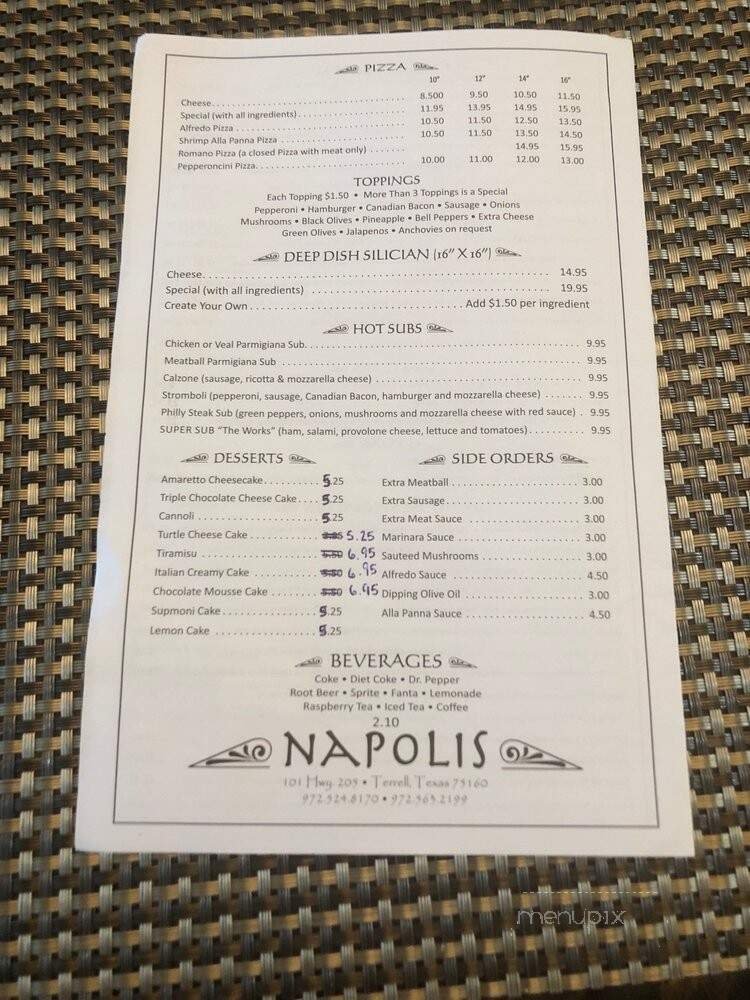 PIZZA
10" 12" 14" 16"
Cheese 8.500 9.50 10.50 11.50
Special (with all ingredients) 11.95 13.95 14.95 15.95
Alfredo Pizza 10.50 11.50 12.50 13.50
Shrimp Alla Panna Pizza 10.50 11.50 13.50 14.50
Romano Pizza (a closed Pizza with meat only) 14.95 15.95
Pepperoncini Pizza 10.00 11.00 12.00 13.00
TOPPINGS
Each Topping $1.50 • More Than 3 Toppings is a Special
Pepperoni • Hamburger • Canadian Bacon • Sausage • Onions
Mushrooms • Black Olives • Pineapple • Bell Peppers • Extra Cheese
Green Olives • Jalapenos • Anchovies on request
DEEP DISH SILICIAN (16" X 16")
Cheese 14.95
Special (with all ingredients) 19.95
Create Your Own Add $1.50 per ingredient
HOT SUBS
Chicken or Veal Parmigiana Sub 9.95
Meatball Parmigiana Sub 9.95
Calzone (sausage, ricotta & mozzarella cheese) 9.95
Stromboli (pepperoni, sausage, Canadian Bacon, hamburger and mozzarella cheese) 9.95
Philly Steak Sub (green peppers, onions, mushrooms and mozzarella cheese with red sauce) 9.95
SUPER SUB "The Works" (ham, salami, provolone cheese, lettuce and tomatoes) 9.95
DESSERTS
Amaretto Cheesecake 5.25
Triple Chocolate Cheese Cake 5.25
Cannoli 5.25
Turtle Cheese Cake 5.25
Tiramisu 6.95
Italian Creamy Cake 6.95
Chocolate Mousse Cake 6.95
Supmoni Cake 5.25
Lemon Cake 5.25
SIDE ORDERS
Extra Meatball 3.00
Extra Sausage 3.00
Extra Meat Sauce 3.00
Marinara Sauce 3.00
Sauteed Mushrooms 3.00
Alfredo Sauce 4.50
Dipping Olive Oil 3.00
Alla Panna Sauce 4.50
BEVERAGES
Coke • Diet Coke • Dr. Pepper
Root Beer • Sprite • Fanta • Lemonade
Raspberry Tea • Iced Tea • Coffee
2.10
NAPOLIS
101 Hwy. 205 • Terrell, Texas 75160
972.524.8170 • 972.563.2199
menupix